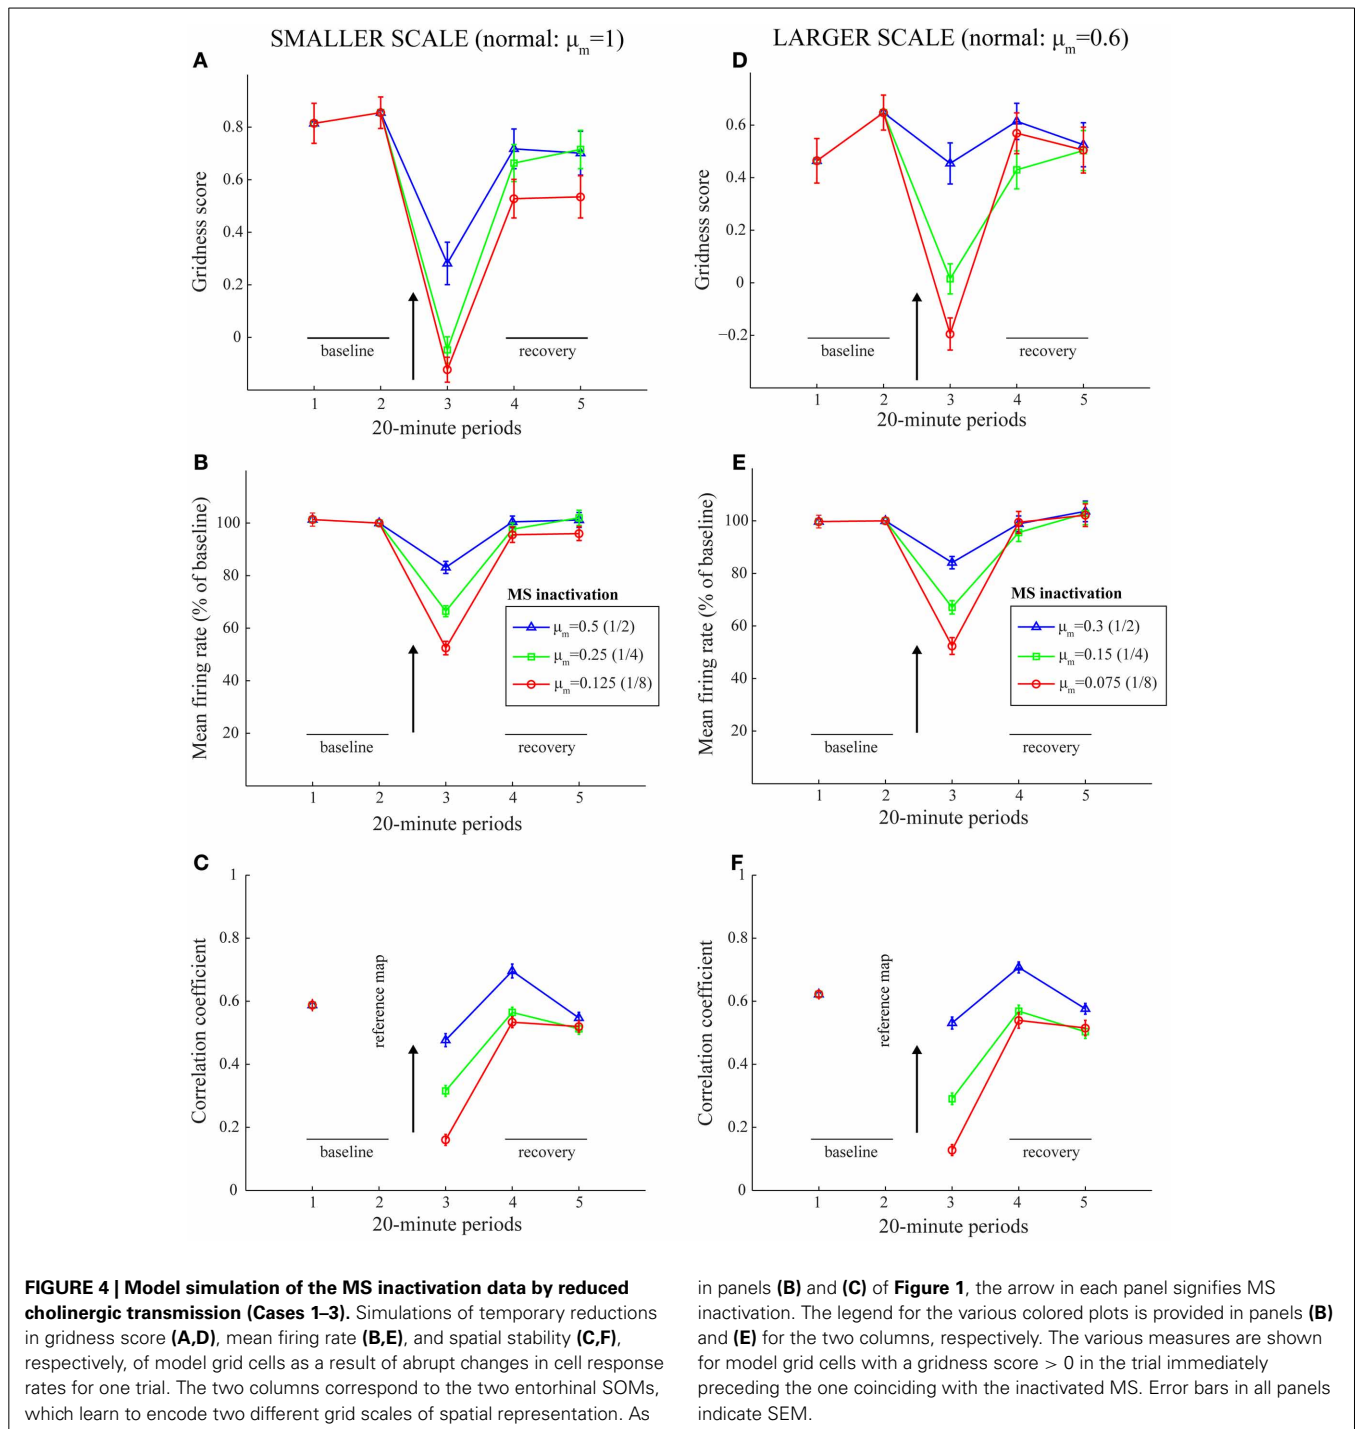 SMALLER SCALE (normal: μm=1)
LARGER SCALE (normal: μm=0.6)
A
Gridness score
0.8
0.6
0.4
0.2
0
baseline
recovery
1 2 3 4 5
20-minute periods
D
Gridness score
0.6
0.4
0.2
0
−0.2
baseline
recovery
1 2 3 4 5
20-minute periods
B
Mean firing rate (% of baseline)
100
80
60
40
20
MS inactivation
μm=0.5 (1/2)
μm=0.25 (1/4)
μm=0.125 (1/8)
baseline
recovery
1 2 3 4 5
20-minute periods
E
Mean firing rate (% of baseline)
100
80
60
40
20
MS inactivation
μm=0.3 (1/2)
μm=0.15 (1/4)
μm=0.075 (1/8)
baseline
recovery
1 2 3 4 5
20-minute periods
C
Correlation coefficient
1
0.8
0.6
0.4
0.2
0
reference map
baseline
recovery
1 2 3 4 5
20-minute periods
F
Correlation coefficient
1
0.8
0.6
0.4
0.2
0
reference map
baseline
recovery
1 2 3 4 5
20-minute periods
FIGURE 4 | Model simulation of the MS inactivation data by reduced
cholinergic transmission (Cases 1–3). Simulations of temporary reductions
in gridness score (A,D), mean firing rate (B,E), and spatial stability (C,F),
respectively, of model grid cells as a result of abrupt changes in cell response
rates for one trial. The two columns correspond to the two entorhinal SOMs,
which learn to encode two different grid scales of spatial representation. As
in panels (B) and (C) of Figure 1, the arrow in each panel signifies MS
inactivation. The legend for the various colored plots is provided in panels (B)
and (E) for the two columns, respectively. The various measures are shown
for model grid cells with a gridness score > 0 in the trial immediately
preceding the one coinciding with the inactivated MS. Error bars in all panels
indicate SEM.